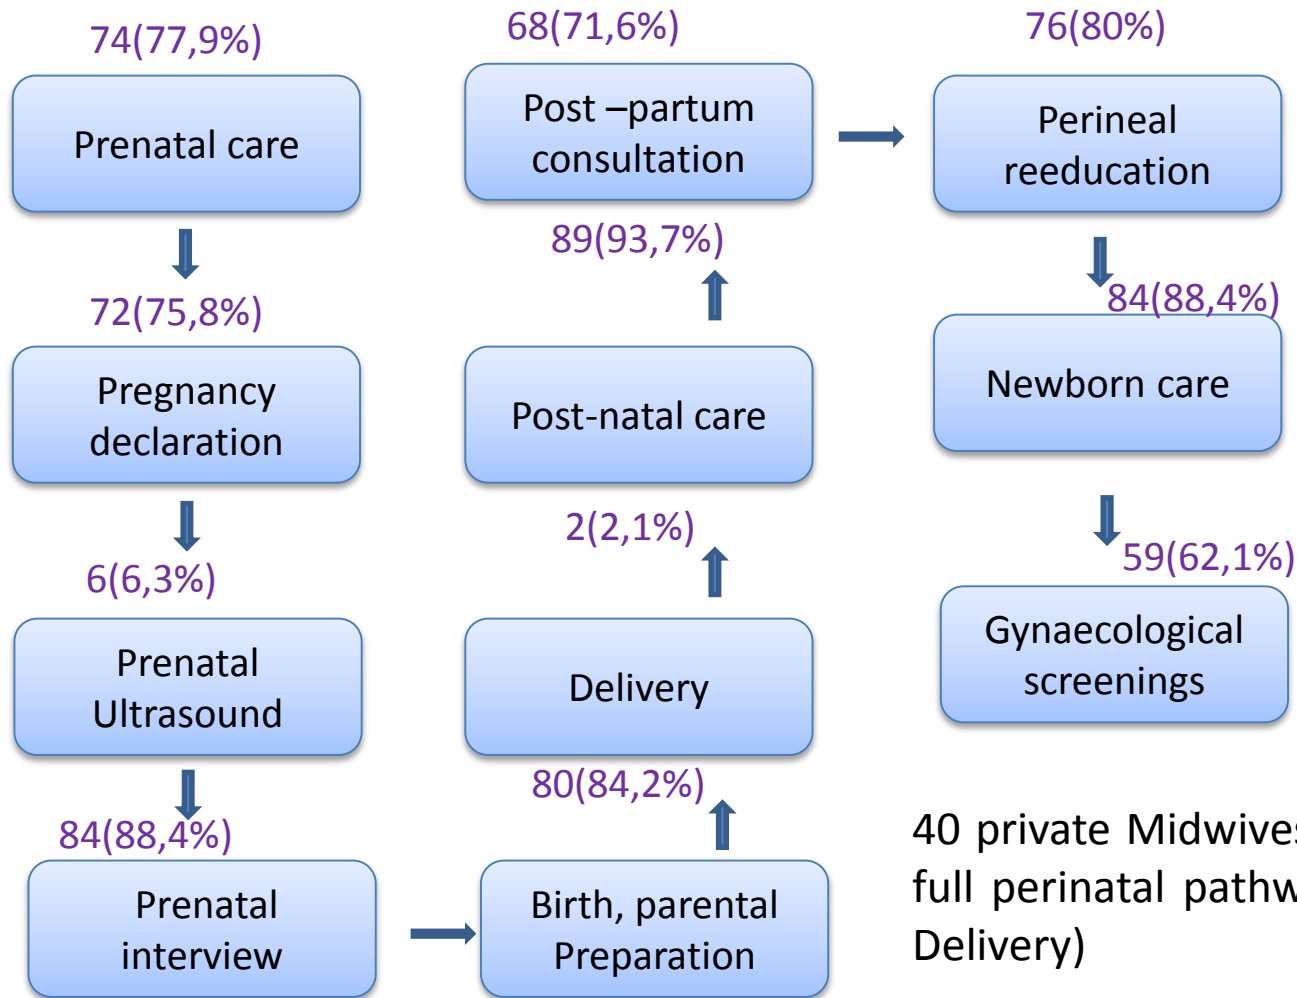 74(77,9%)
Prenatal care
72(75,8%)
Pregnancy
declaration
6(6,3%)
Prenatal
Ultrasound
84(88,4%)
Prenatal
interview
80(84,2%)
Birth, parental
Preparation
2(2,1%)
Delivery
89(93,7%)
Post-natal care
68(71,6%)
Post –partum
consultation
76(80%)
Perineal
reeducation
84(88,4%)
Newborn care
59(62,1%)
Gynaecological
screenings
40 private Midwives
full perinatal pathw
Delivery)